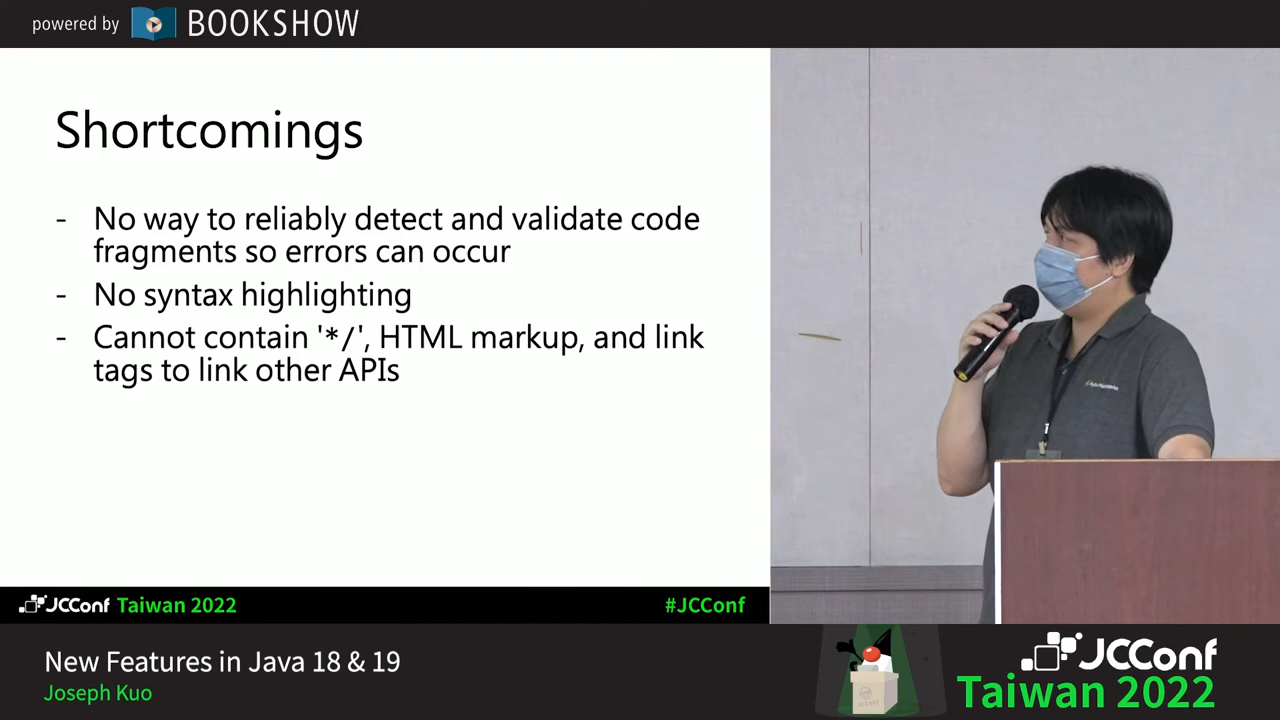 powered by BOOKSHOW
Shortcomings
- No way to reliably detect and validate code
fragments so errors can occur
- No syntax highlighting
- Cannot contain '*/', HTML markup, and link
tags to link other APIs
JCConf Taiwan 2022
#JCConf
New Features in Java 18 & 19
Joseph Kuo
JCConf
Taiwan 2022